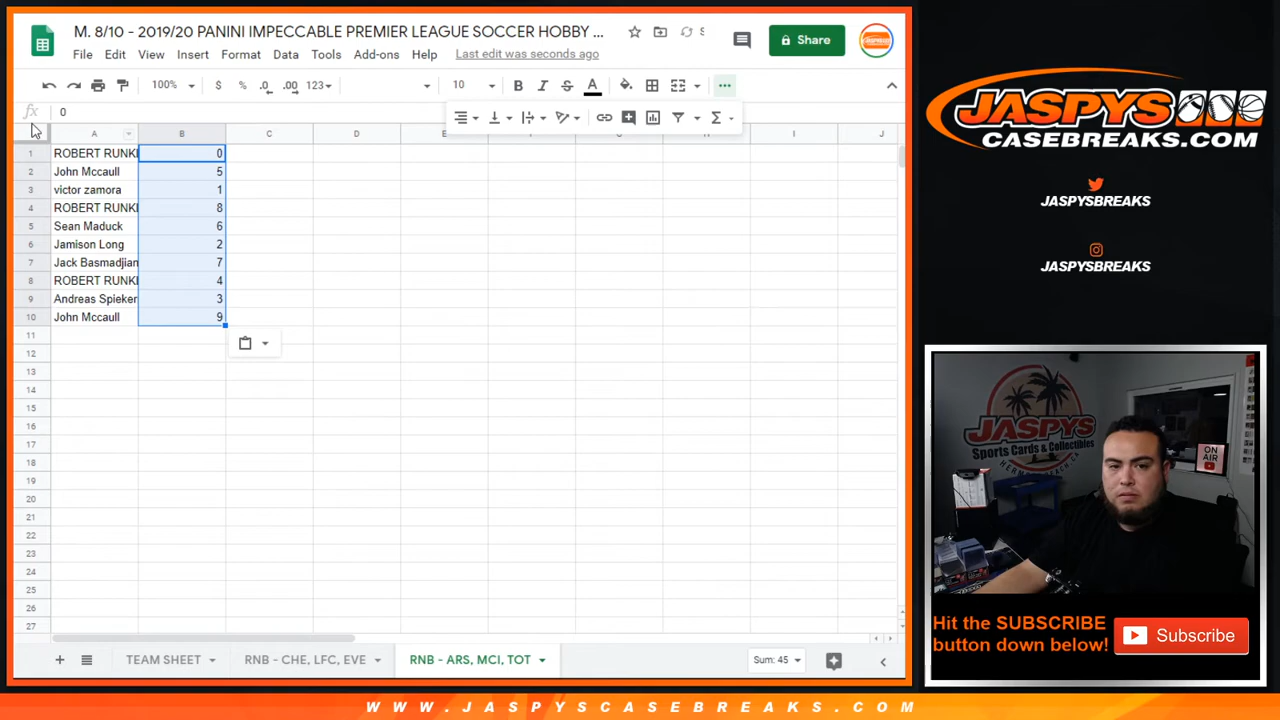 M. 8/10 - 2019/20 PANINI IMPECCABLE PREMIER LEAGUE SOCCER HOBBY ...
S
File Edit View Insert Format Data Tools Add-ons Help Last edit was seconds ago
Share
100% $ % .0 .00 123 10 B I S A ...
fx 0
A B C D E F G H I J
1 ROBERT RUNKI 0
2 John Mccaull 5
3 victor zamora 1
4 ROBERT RUNKI 8
5 Sean Maduck 6
6 Jamison Long 2
7 Jack Basmadjian 7
8 ROBERT RUNKI 4
9 Andreas Spieker 3
10 John Mccaull 9
11
12
13
14
15
16
17
18
19
20
21
22
23
24
25
26
27
+ TEAM SHEET RNB - CHE, LFC, EVE RNB - ARS, MCI, TOT Sum: 45
JASPYS
CASEBREAKS.COM
JASPYSBREAKS
JASPYSBREAKS
JASPYS
Sports Cards & Collectibles
HERMOSA BEACH, CA
ON
AIR
Hit the SUBSCRIBE
button down below!
Subscribe
WWW.JASPYSCASEBREAKS.COM